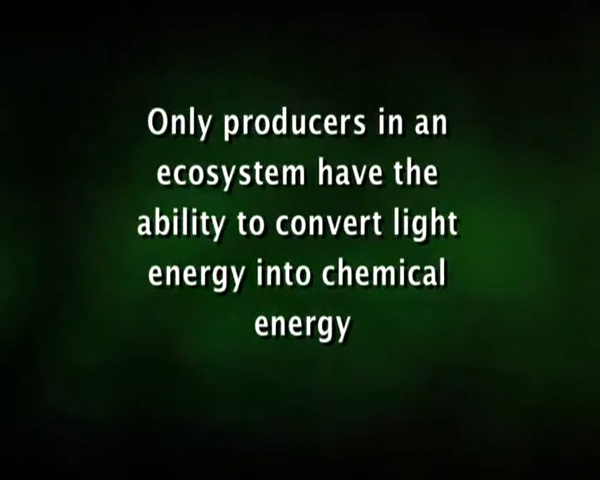 Only producers in an
ecosystem have the
ability to convert light
energy into chemical
energy